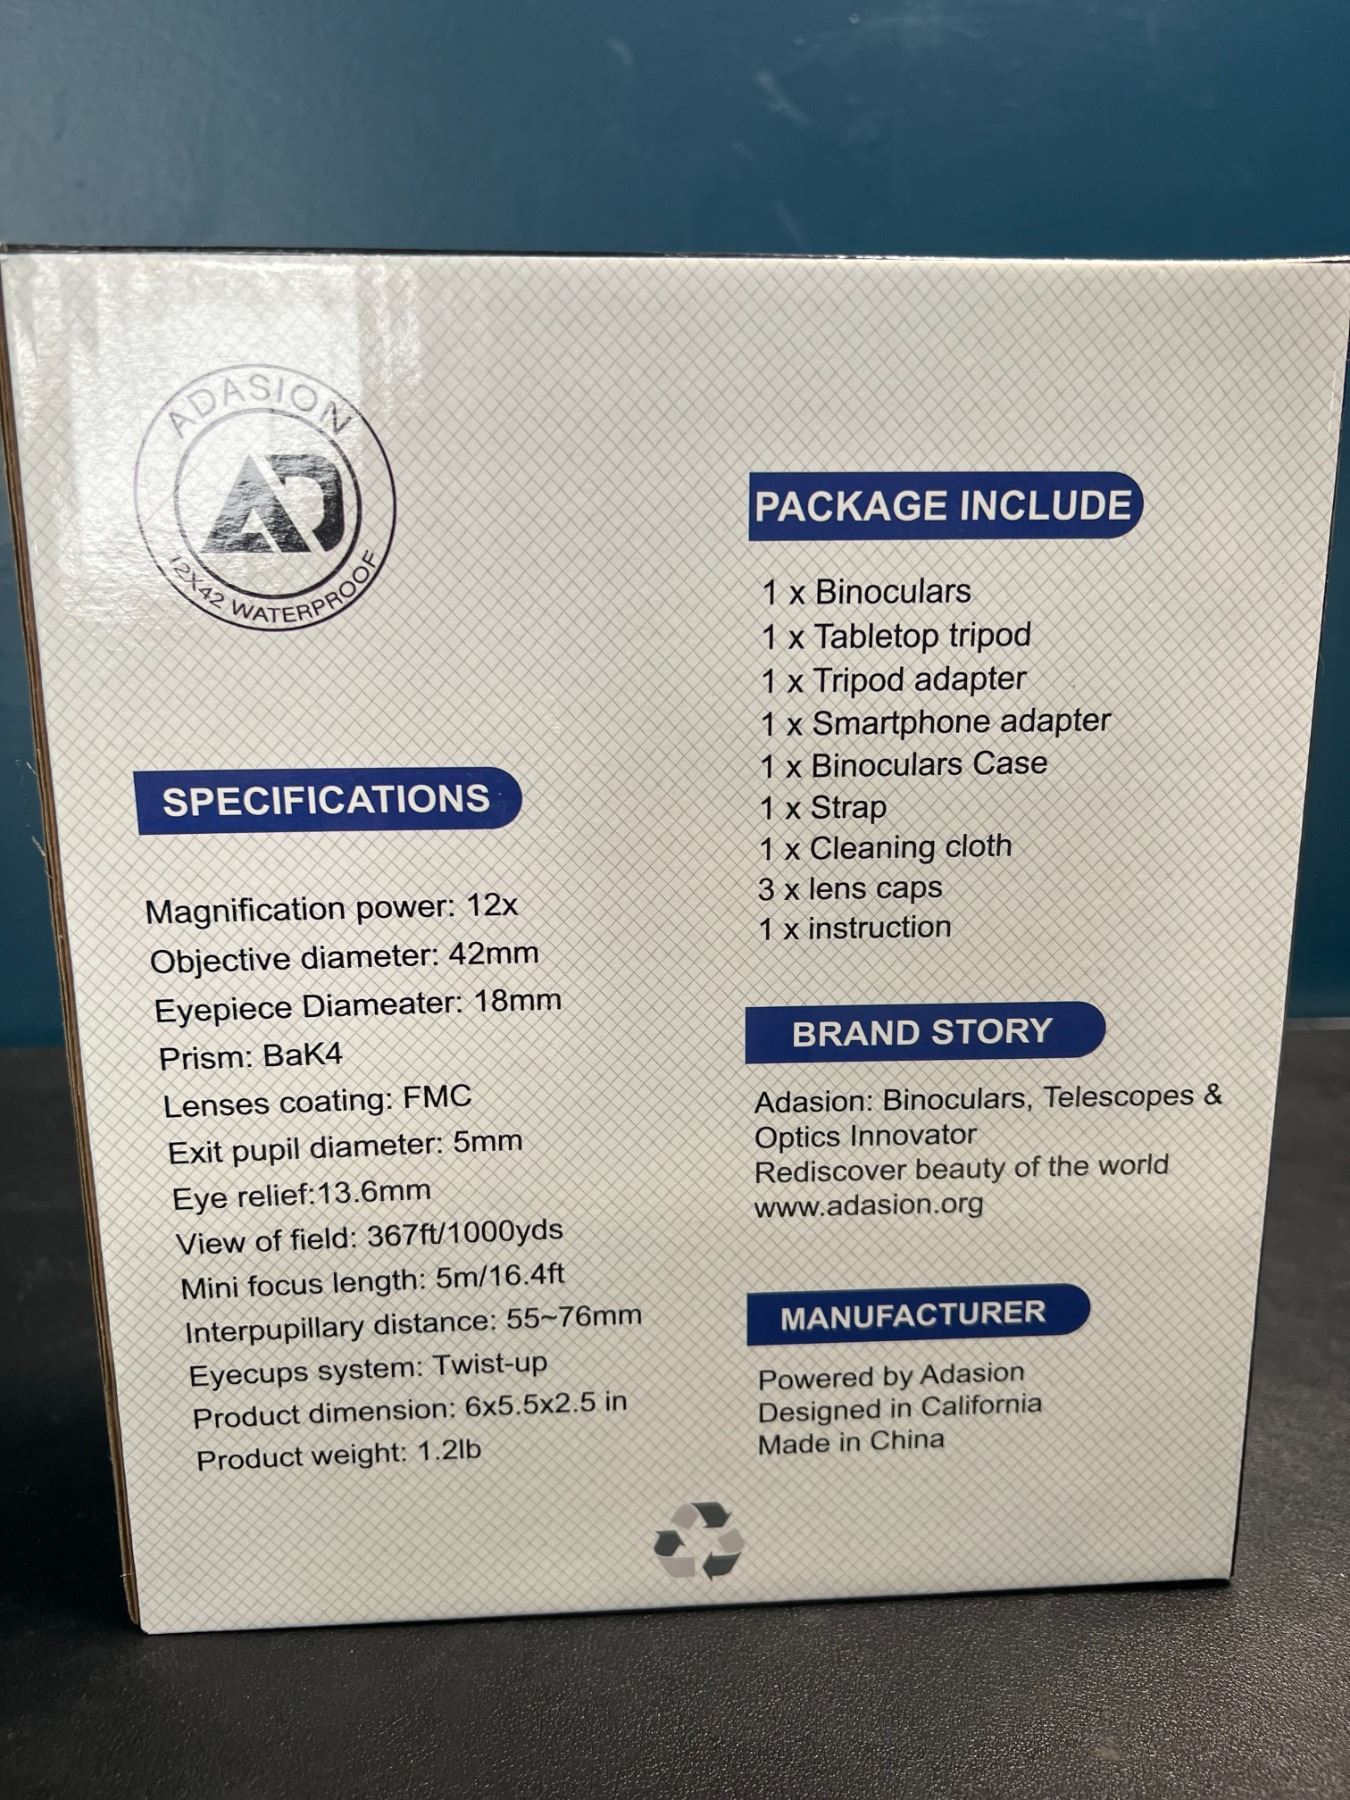 ADASION
AD
12X42 WATERPROOF
SPECIFICATIONS
Magnification power: 12x
Objective diameter: 42mm
Eyepiece Diameater: 18mm
Prism: BaK4
Lenses coating: FMC
Exit pupil diameter: 5mm
Eye relief:13.6mm
View of field: 367ft/1000yds
Mini focus length: 5m/16.4ft
Interpupillary distance: 55~76mm
Eyecups system: Twist-up
Product dimension: 6x5.5x2.5 in
Product weight: 1.2lb
PACKAGE INCLUDE
1 x Binoculars
1 x Tabletop tripod
1 x Tripod adapter
1 x Smartphone adapter
1 x Binoculars Case
1 x Strap
1 x Cleaning cloth
3 x lens caps
1 x instruction
BRAND STORY
Adasion: Binoculars, Telescopes &
Optics Innovator
Rediscover beauty of the world
www.adasion.org
MANUFACTURER
Powered by Adasion
Designed in California
Made in China